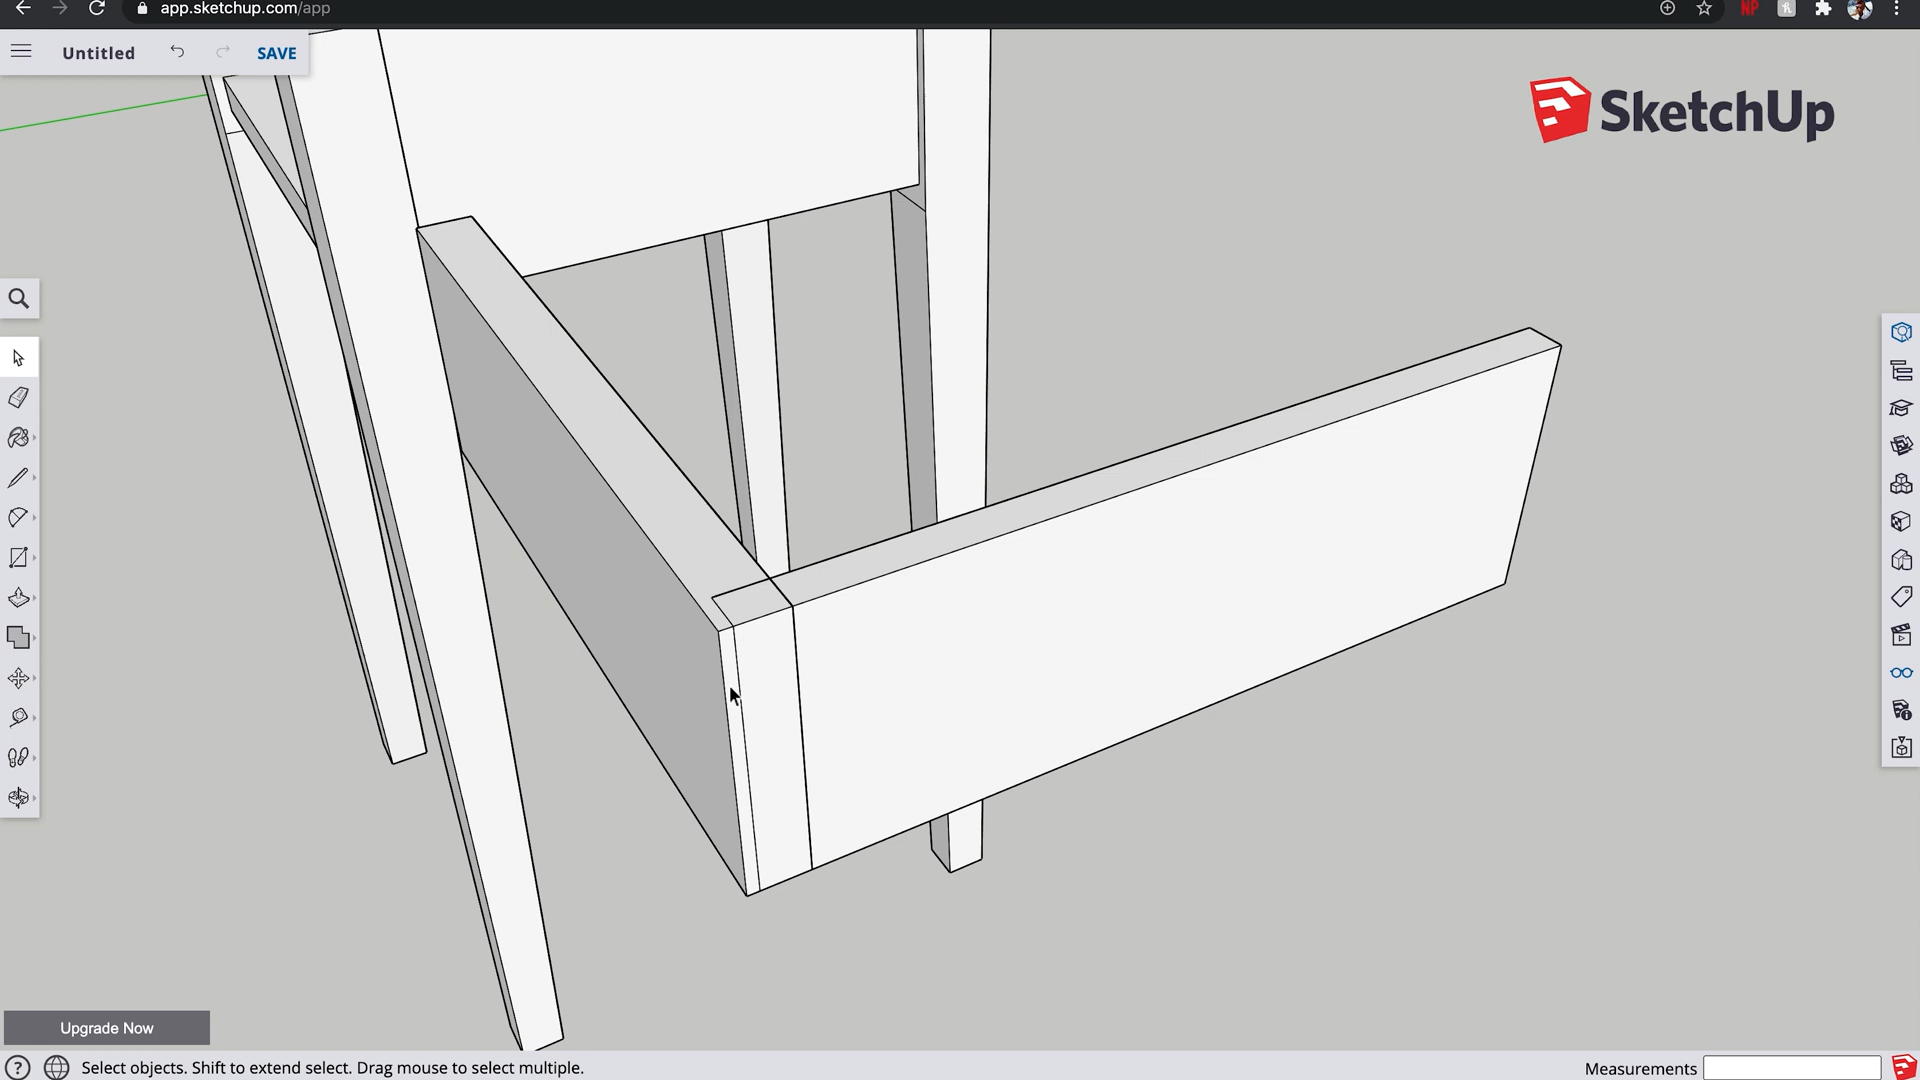 app.sketchup.com/app
NP
Untitled
SAVE
SketchUp
Upgrade Now
Select objects. Shift to extend select. Drag mouse to select multiple.
Measurements